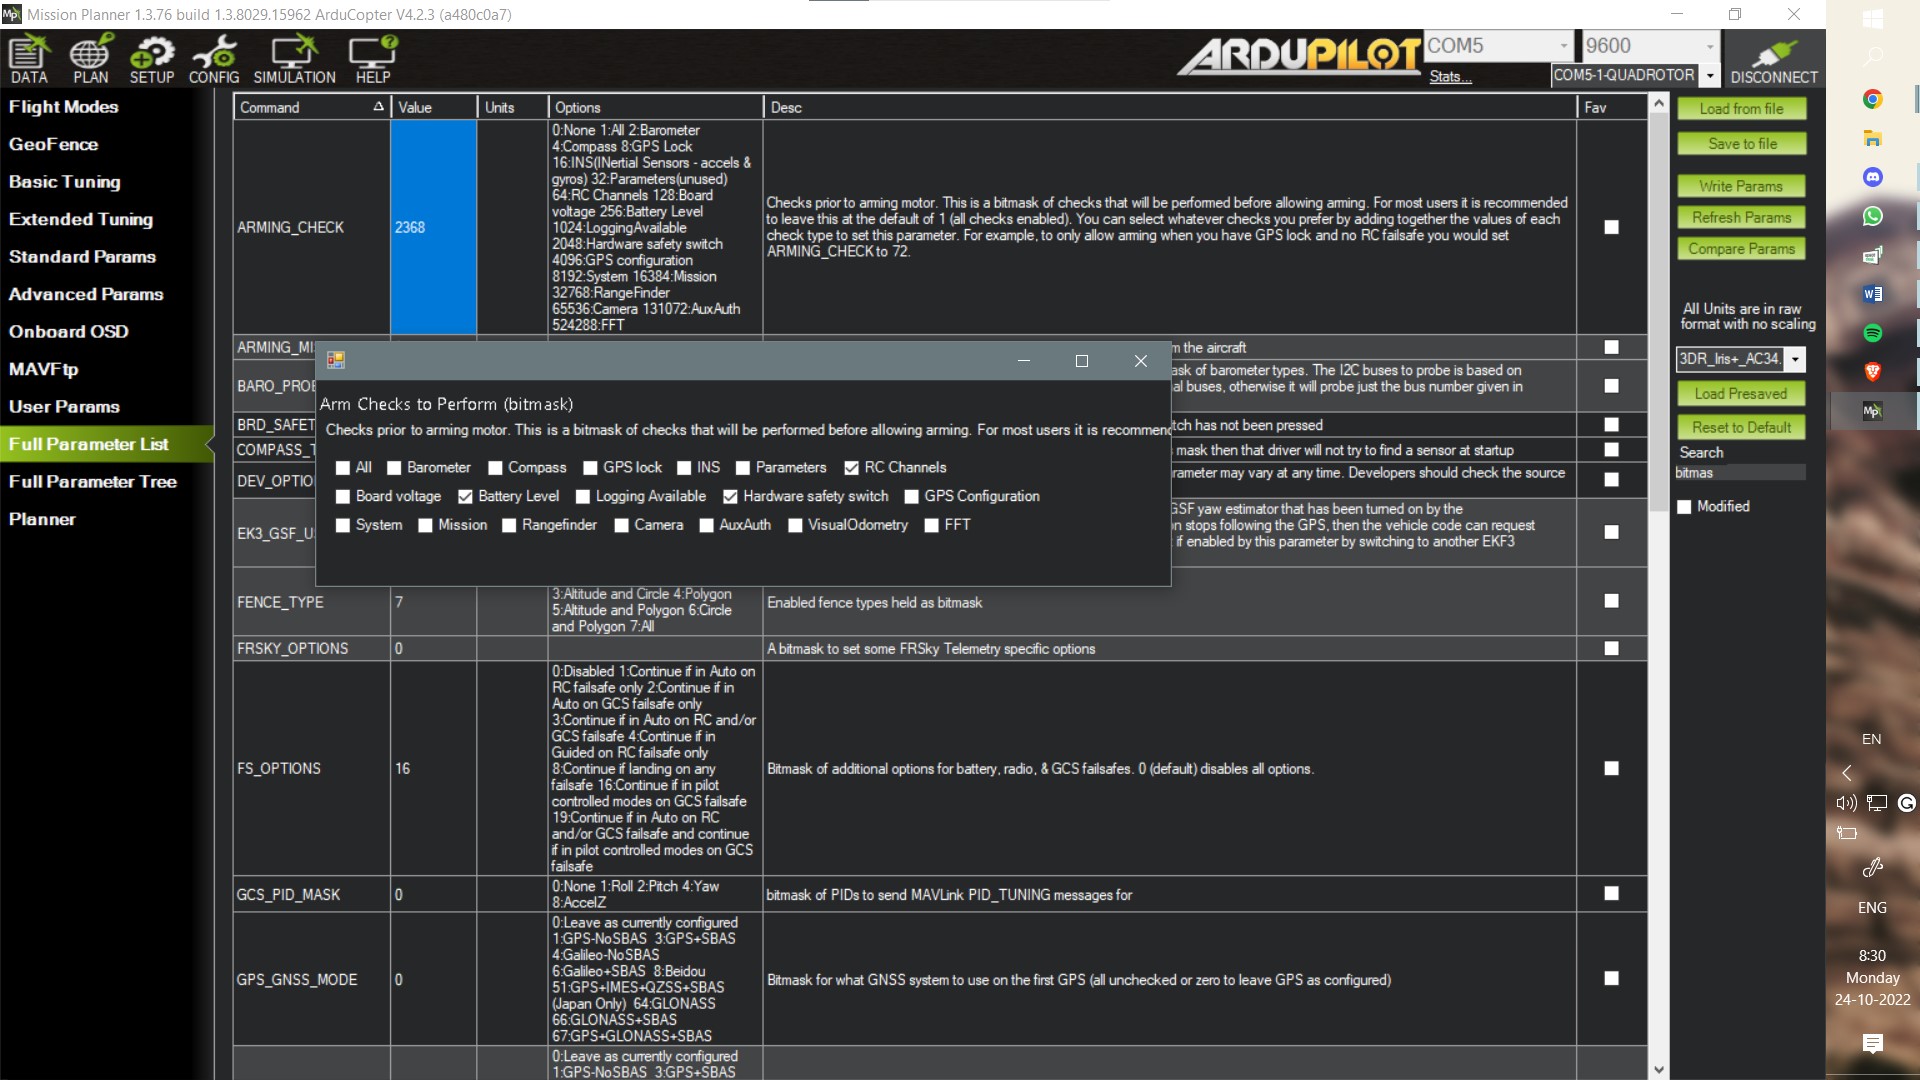 Mission Planner 1.3.76 build 1.3.8029.15962 ArduCopter V4.2.3 (a480c0a7)
DATA PLAN SETUP CONFIG SIMULATION HELP
ARDUPILOT
COM5 9600
Stats... COM5-1-QUADROTOR DISCONNECT
Flight Modes
GeoFence
Basic Tuning
Extended Tuning
Standard Params
Advanced Params
Onboard OSD
MAVFtp
User Params
Full Parameter List
Full Parameter Tree
Planner
Command Value Units Options Desc Fav
ARMING_CHECK
2368
0:None 1:All 2:Barometer
4:Compass 8:GPS Lock
16:INS(INertial Sensors - accels &
gyros) 32:Parameters(unused)
64:RC Channels 128:Board
voltage 256:Battery Level
1024:LoggingAvailable
2048:Hardware safety switch
4096:GPS configuration
8192:System 16384:Mission
32768:RangeFinder
65536:Camera 131072:AuxAuth
524288:FFT
Checks prior to arming motor. This is a bitmask of checks that will be performed before allowing arming. For most users it is recommended
to leave this at the default of 1 (all checks enabled). You can select whatever checks you prefer by adding together the values of each
check type to set this parameter. For example, to only allow arming when you have GPS lock and no RC failsafe you would set
ARMING_CHECK to 72.
ARMING_MI
m the aircraft
BARO_PROB
ask of barometer types. The I2C buses to probe is based on
al buses, otherwise it will probe just the bus number given in
BRD_SAFET
tch has not been pressed
COMPASS_T
mask then that driver will not try to find a sensor at startup
DEV_OPTIO
rameter may vary at any time. Developers should check the source
EK3_GSF_U
GSF yaw estimator that has been turned on by the
n stops following the GPS, then the vehicle code can request
if enabled by this parameter by switching to another EKF3
Arm Checks to Perform (bitmask)
Checks prior to arming motor. This is a bitmask of checks that will be performed before allowing arming. For most users it is recommend
All Barometer Compass GPS lock INS Parameters RC Channels
Board voltage Battery Level Logging Available Hardware safety switch GPS Configuration
System Mission Rangefinder Camera AuxAuth VisualOdometry FFT
FENCE_TYPE
7
3:Altitude and Circle 4:Polygon
5:Altitude and Polygon 6:Circle
and Polygon 7:All
Enabled fence types held as bitmask
FRSKY_OPTIONS
0
A bitmask to set some FRSky Telemetry specific options
FS_OPTIONS
16
0:Disabled 1:Continue if in Auto on
RC failsafe only 2:Continue if in
Auto on GCS failsafe only
3:Continue if in Auto on RC and/or
GCS failsafe 4:Continue if in
Guided on RC failsafe only
8:Continue if landing on any
failsafe 16:Continue if in pilot
controlled modes on GCS failsafe
19:Continue if in Auto on RC
and/or GCS failsafe and continue
if in pilot controlled modes on GCS
failsafe
Bitmask of additional options for battery, radio, & GCS failsafes. 0 (default) disables all options.
GCS_PID_MASK
0
0:None 1:Roll 2:Pitch 4:Yaw
8:AccelZ
bitmask of PIDs to send MAVLink PID_TUNING messages for
GPS_GNSS_MODE
0
0:Leave as currently configured
1:GPS-NoSBAS 3:GPS+SBAS
4:Galileo-NoSBAS
6:Galileo+SBAS 8:Beidou
51:GPS+IMES+QZSS+SBAS
(Japan Only) 64:GLONASS
66:GLONASS+SBAS
67:GPS+GLONASS+SBAS
Bitmask for what GNSS system to use on the first GPS (all unchecked or zero to leave GPS as configured)
0:Leave as currently configured
1:GPS-NoSBAS 3:GPS+SBAS
Load from file
Save to file
Write Params
Refresh Params
Compare Params
All Units are in raw
format with no scaling
3DR_Iris+_AC34.
Load Presaved
Reset to Default
Search
bitmas
Modified
EN
ENG
8:30
Monday
24-10-2022